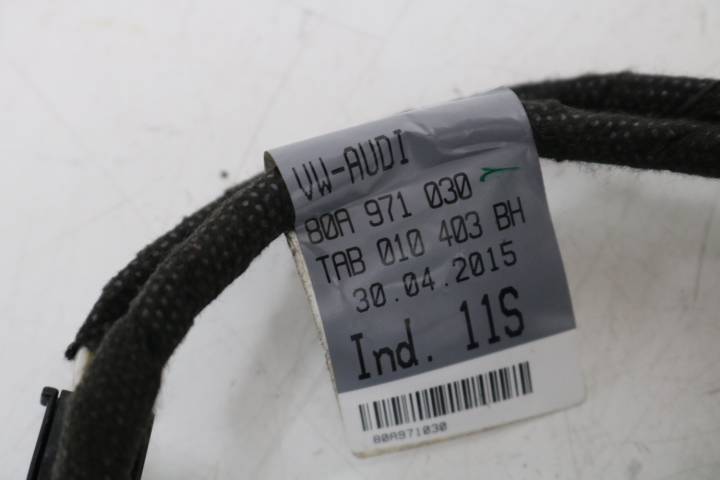 VW-AUDI
80A 971 030
TAB 010 403 BH
30.04.2015
Ind. 11S
80A971030